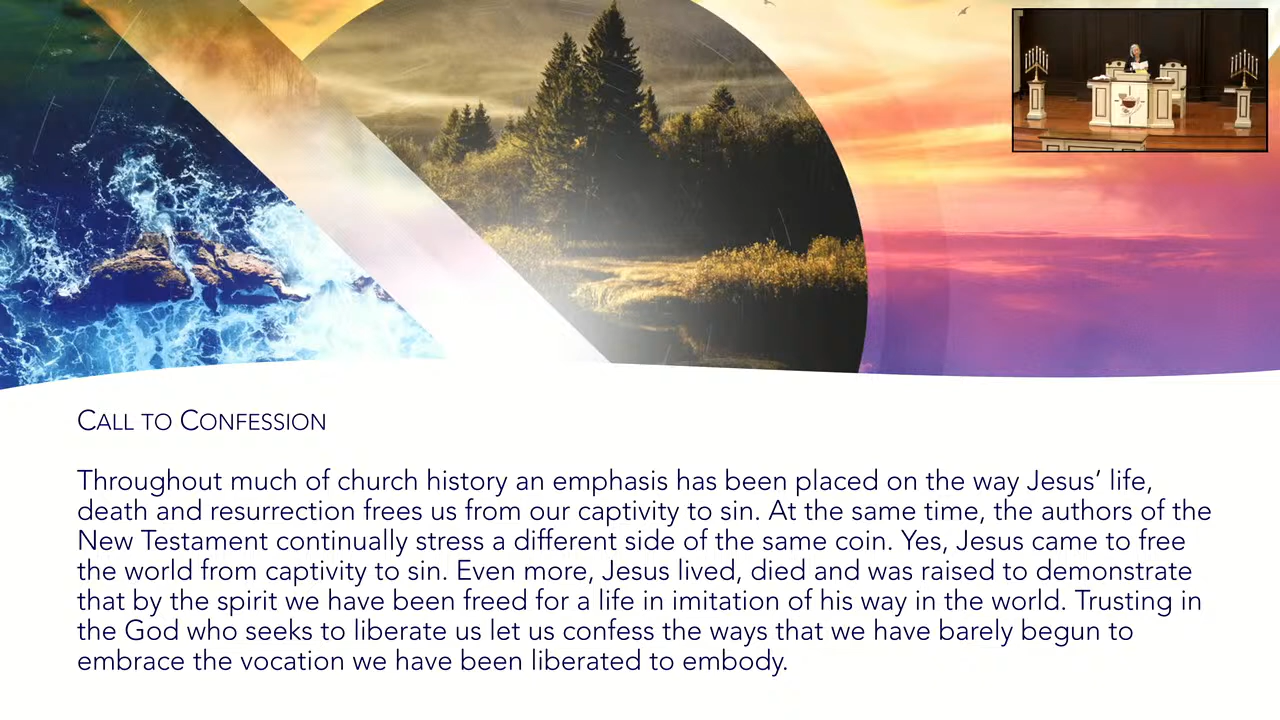 CALL TO CONFESSION
Throughout much of church history an emphasis has been placed on the way Jesus’ life,
death and resurrection frees us from our captivity to sin. At the same time, the authors of the
New Testament continually stress a different side of the same coin. Yes, Jesus came to free
the world from captivity to sin. Even more, Jesus lived, died and was raised to demonstrate
that by the spirit we have been freed for a life in imitation of his way in the world. Trusting in
the God who seeks to liberate us let us confess the ways that we have barely begun to
embrace the vocation we have been liberated to embody.